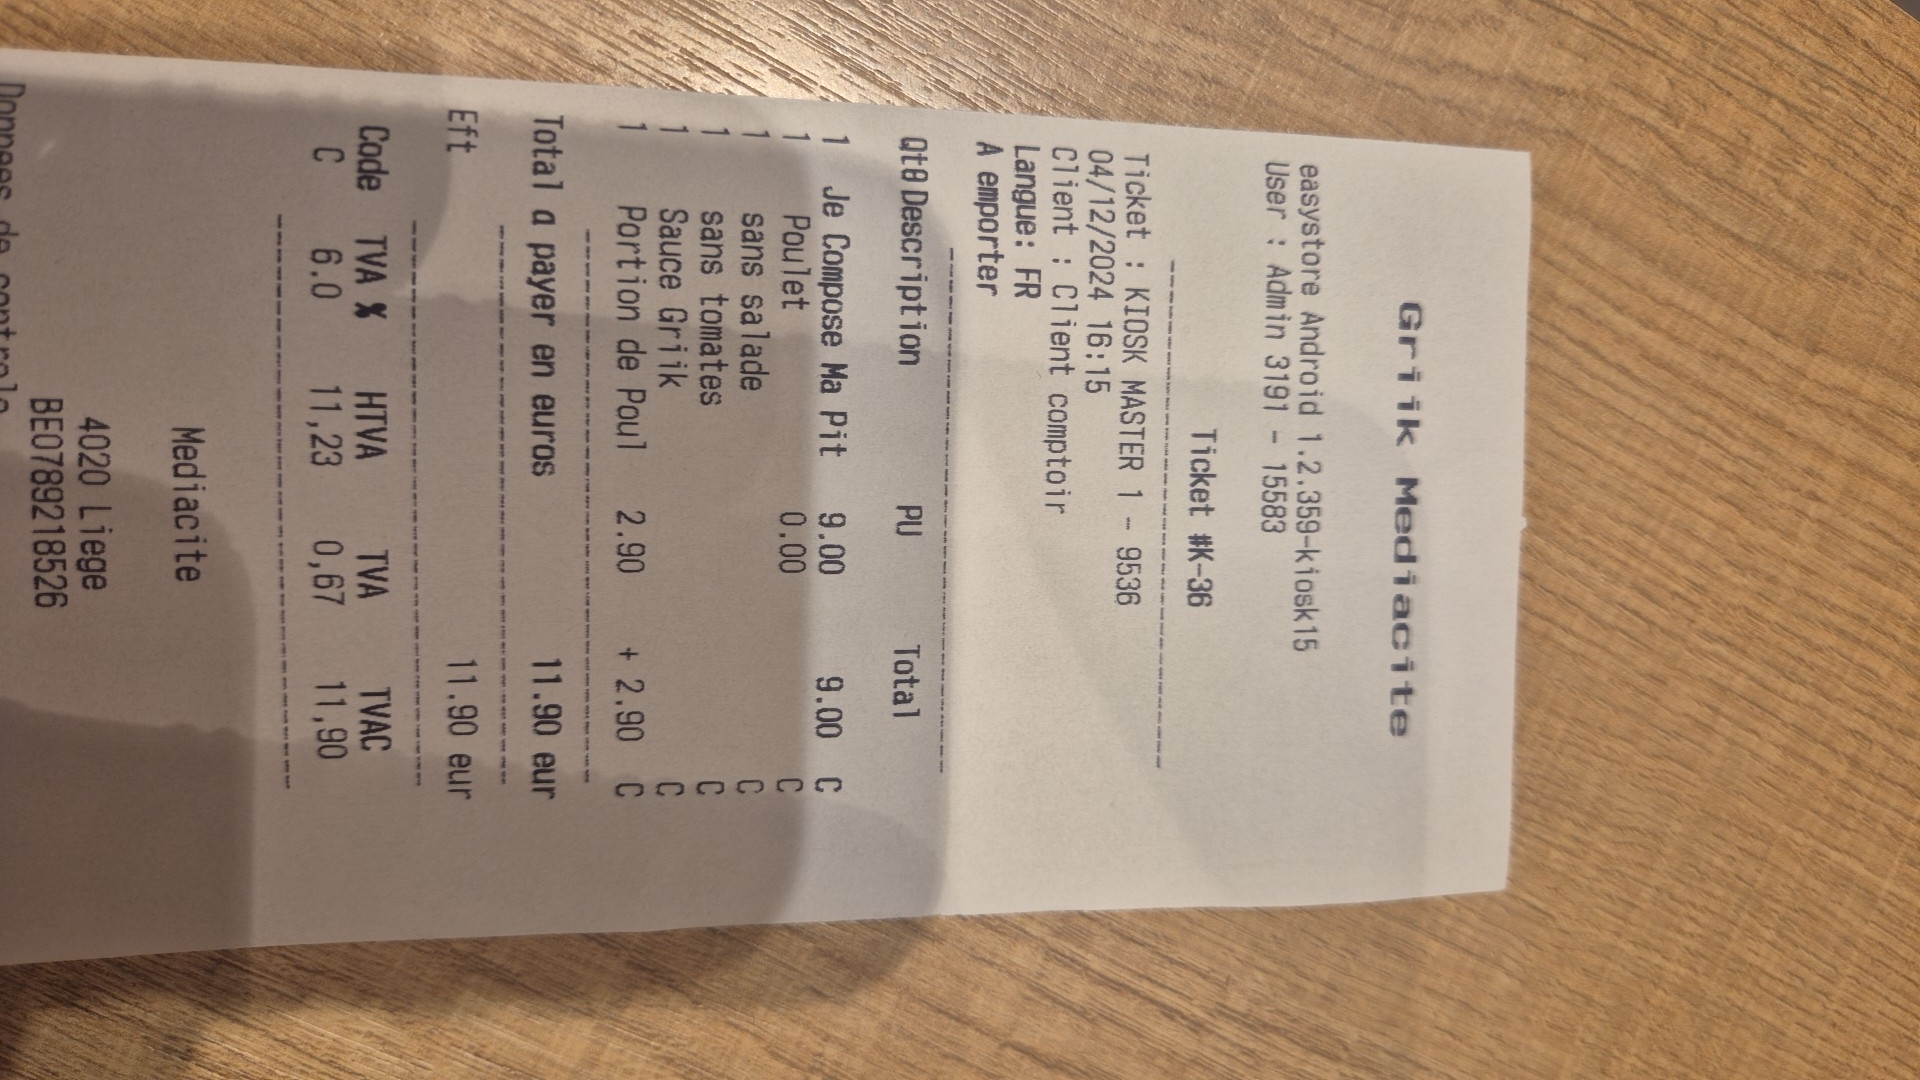 Griik Mediacite
easystore Android 1.2.359-kiosk15
User : Admin 3191 - 15583
Ticket #K-36
Ticket : KIOSK MASTER 1 - 9536
04/12/2024 16:15
Client : Client comptoir
Langue: FR
A emporter
Qté Description PU Total
1 Je Compose Ma Pit 9.00 9.00 C
1 Poulet 0.00 C
1 sans salade C
1 sans tomates C
1 Sauce Griik C
1 Portion de Poul 2.90 + 2.90 C
Total a payer en euros 11.90 eur
Eft 11.90 eur
Code TVA % HTVA TVA TVAC
C 6.0 11,23 0,67 11,90
Mediacite
4020 Liege
BE0789218526
Donnees de controle